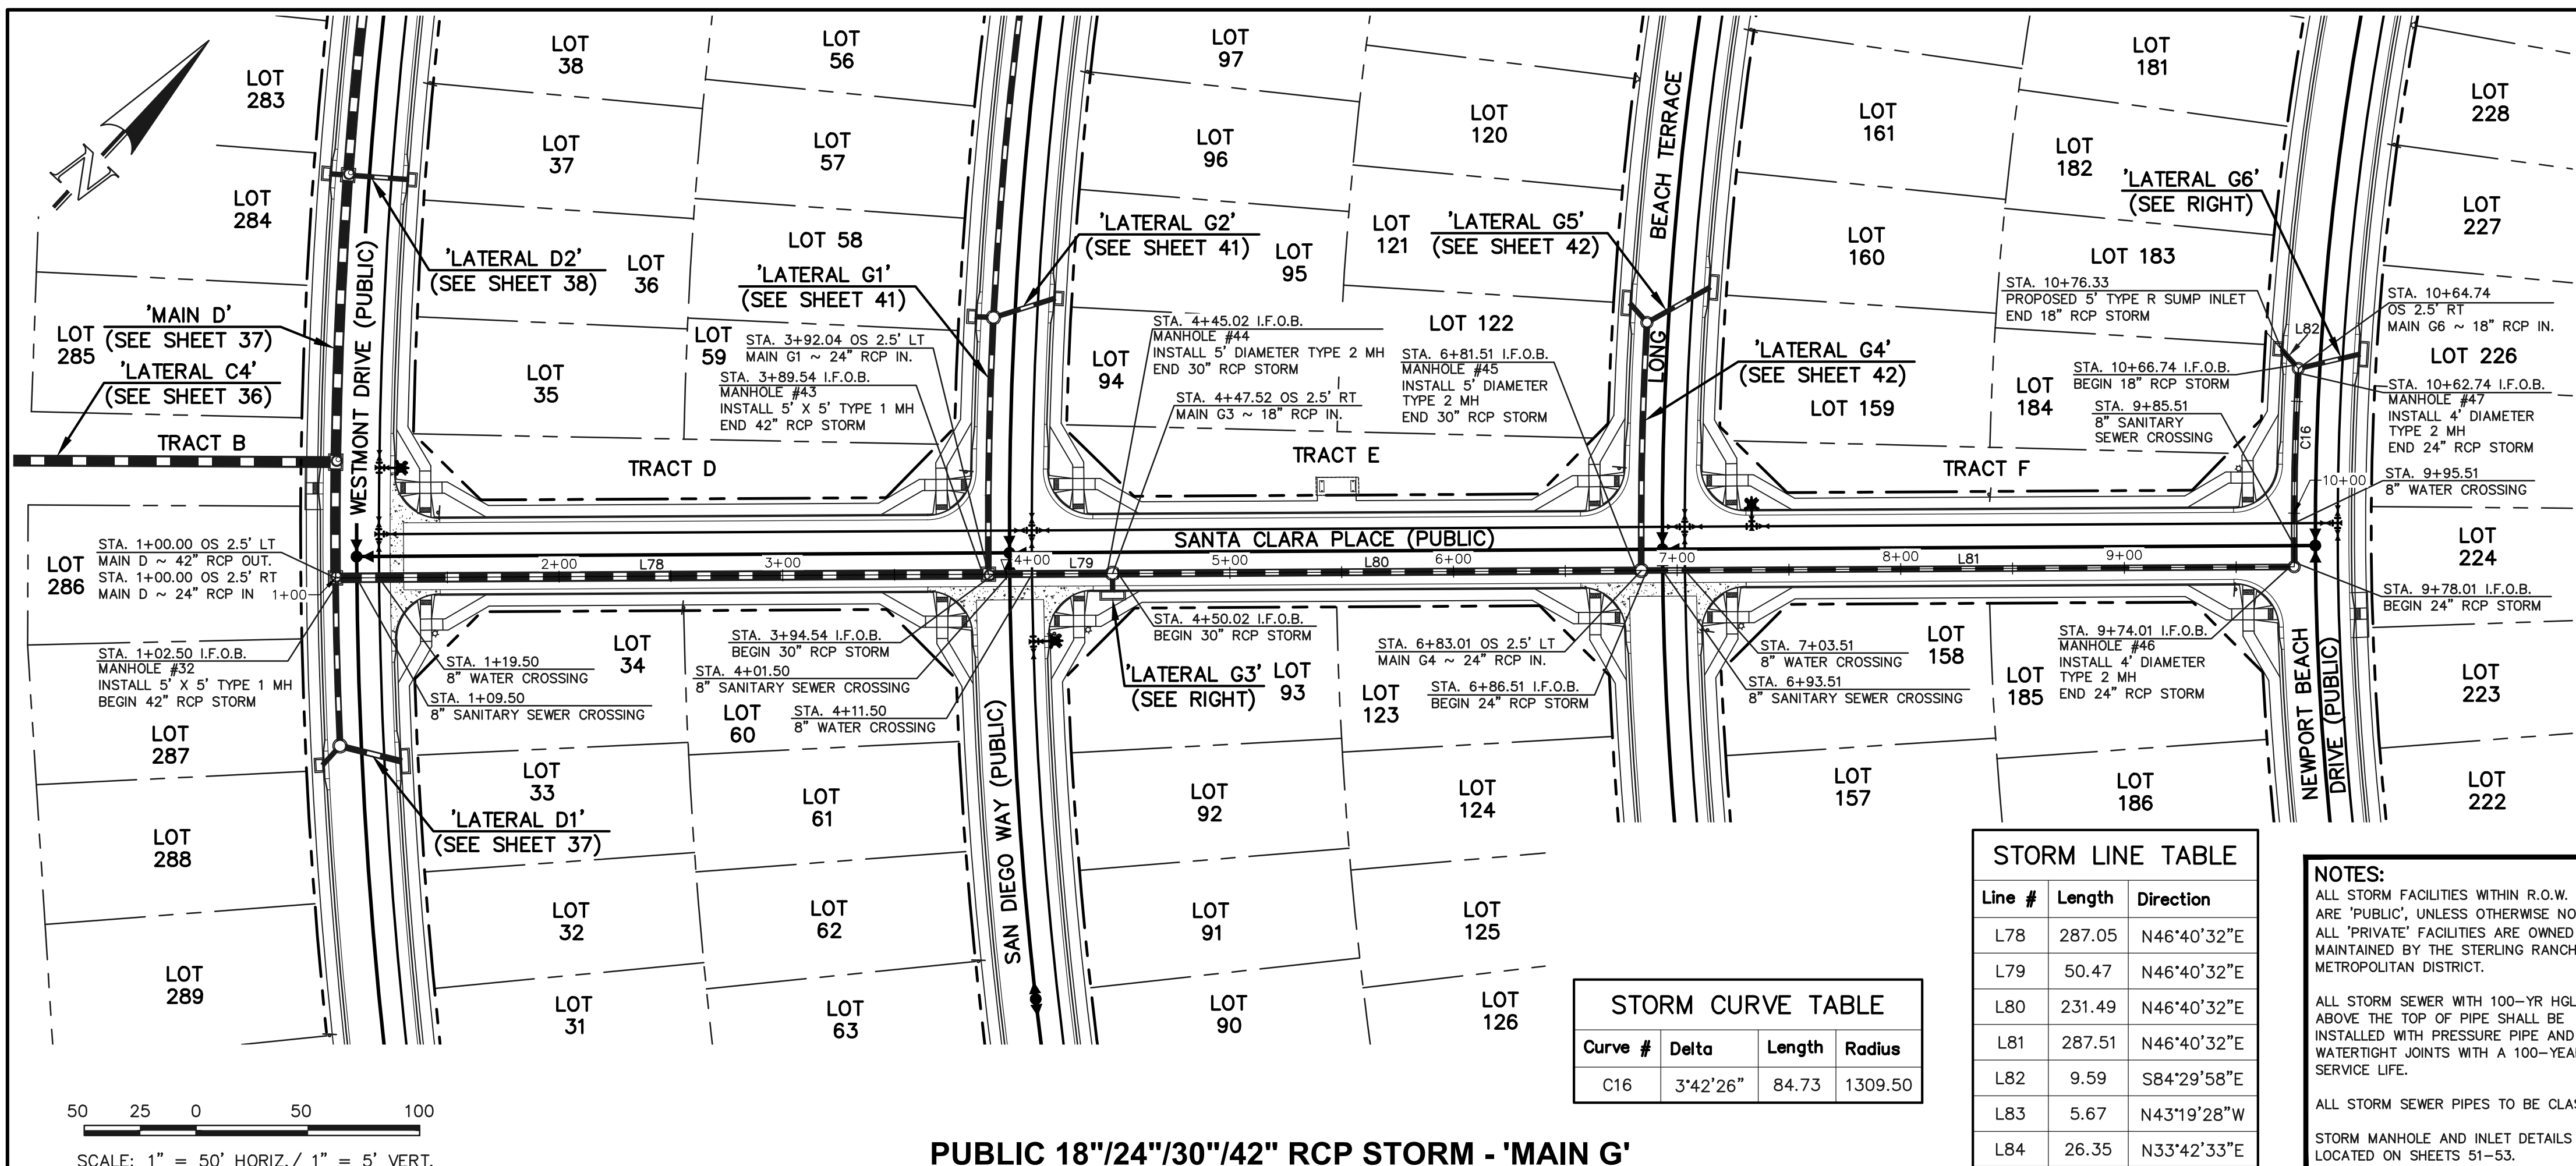 LOT
283
LOT
38
LOT
56
LOT
97
LOT
181
LOT
228
LOT
37
LOT
57
LOT
96
LOT
120
LOT
161
LOT
182
LOT
227
N
LOT
284
'LATERAL D2'
(SEE SHEET 38)
LOT
36
LOT 58
'LATERAL G1'
(SEE SHEET 41)
'LATERAL G2'
(SEE SHEET 41)
LOT
95
LOT
121
'LATERAL G5'
(SEE SHEET 42)
LONG BEACH TERRACE
LOT
160
LOT 183
'LATERAL G6'
(SEE RIGHT)
'MAIN D'
(SEE SHEET 37)
LOT
285
'LATERAL C4'
(SEE SHEET 36)
TRACT B
WESTMONT DRIVE (PUBLIC)
LOT
35
LOT
59
STA. 3+92.04 OS 2.5' LT
MAIN G1 ~ 24" RCP IN.
STA. 3+89.54 I.F.O.B.
MANHOLE #43
INSTALL 5' X 5' TYPE 1 MH
END 42" RCP STORM
TRACT D
LOT
94
STA. 4+45.02 I.F.O.B.
MANHOLE #44
INSTALL 5' DIAMETER TYPE 2 MH
END 30" RCP STORM
STA. 4+47.52 OS 2.5' RT
MAIN G3 ~ 18" RCP IN.
LOT 122
STA. 6+81.51 I.F.O.B.
MANHOLE #45
INSTALL 5' DIAMETER
TYPE 2 MH
END 30" RCP STORM
TRACT E
'LATERAL G4'
(SEE SHEET 42)
LOT 159
LOT
184
TRACT F
STA. 10+76.33
PROPOSED 5' TYPE R SUMP INLET
END 18" RCP STORM
L82
STA. 10+66.74 I.F.O.B.
BEGIN 18" RCP STORM
STA. 9+85.51
8" SANITARY
SEWER CROSSING
C16
10+00
STA. 10+64.74
OS 2.5' RT
MAIN G6 ~ 18" RCP IN.
LOT 226
STA. 10+62.74 I.F.O.B.
MANHOLE #47
INSTALL 4' DIAMETER
TYPE 2 MH
END 24" RCP STORM
STA. 9+95.51
8" WATER CROSSING
LOT
224
SANTA CLARA PLACE (PUBLIC)
1+00
2+00
L78
3+00
4+00
L79
5+00
L80
6+00
7+00
8+00
L81
9+00
LOT
286
STA. 1+00.00 OS 2.5' LT
MAIN D ~ 42" RCP OUT.
STA. 1+00.00 OS 2.5' RT
MAIN D ~ 24" RCP IN
STA. 1+02.50 I.F.O.B.
MANHOLE #32
INSTALL 5' X 5' TYPE 1 MH
BEGIN 42" RCP STORM
STA. 1+19.50
8" WATER CROSSING
STA. 1+09.50
8" SANITARY SEWER CROSSING
LOT
34
STA. 3+94.54 I.F.O.B.
BEGIN 30" RCP STORM
STA. 4+01.50
8" SANITARY SEWER CROSSING
STA. 4+11.50
8" WATER CROSSING
LOT
60
STA. 4+50.02 I.F.O.B.
BEGIN 30" RCP STORM
'LATERAL G3'
(SEE RIGHT)
LOT
93
LOT
123
STA. 6+83.01 OS 2.5' LT
MAIN G4 ~ 24" RCP IN.
STA. 6+86.51 I.F.O.B.
BEGIN 24" RCP STORM
STA. 7+03.51
8" WATER CROSSING
STA. 6+93.51
8" SANITARY SEWER CROSSING
LOT
158
LOT
185
STA. 9+74.01 I.F.O.B.
MANHOLE #46
INSTALL 4' DIAMETER
TYPE 2 MH
END 24" RCP STORM
STA. 9+78.01 I.F.O.B.
BEGIN 24" RCP STORM
NEWPORT BEACH
DRIVE (PUBLIC)
LOT
223
LOT
287
LOT
33
'LATERAL D1'
(SEE SHEET 37)
LOT
61
SAN DIEGO WAY (PUBLIC)
LOT
92
LOT
124
LOT
157
LOT
186
LOT
222
LOT
288
LOT
32
LOT
62
LOT
91
LOT
125
LOT
289
LOT
31
LOT
63
LOT
90
LOT
126
STORM CURVE TABLE
Curve # Delta Length Radius
C16 3°42'26" 84.73 1309.50
STORM LINE TABLE
Line # Length Direction
L78 287.05 N46°40'32"E
L79 50.47 N46°40'32"E
L80 231.49 N46°40'32"E
L81 287.51 N46°40'32"E
L82 9.59 S84°29'58"E
L83 5.67 N43°19'28"W
L84 26.35 N33°42'33"E
NOTES:
ALL STORM FACILITIES WITHIN R.O.W.
ARE 'PUBLIC', UNLESS OTHERWISE NO
ALL 'PRIVATE' FACILITIES ARE OWNED
MAINTAINED BY THE STERLING RANCH
METROPOLITAN DISTRICT.
ALL STORM SEWER WITH 100-YR HGL
ABOVE THE TOP OF PIPE SHALL BE
INSTALLED WITH PRESSURE PIPE AND
WATERTIGHT JOINTS WITH A 100-YEA
SERVICE LIFE.
ALL STORM SEWER PIPES TO BE CLA
STORM MANHOLE AND INLET DETAILS
LOCATED ON SHEETS 51-53.
50 25 0 50 100
SCALE: 1" = 50' HORIZ./ 1" = 5' VERT.
PUBLIC 18"/24"/30"/42" RCP STORM - 'MAIN G'